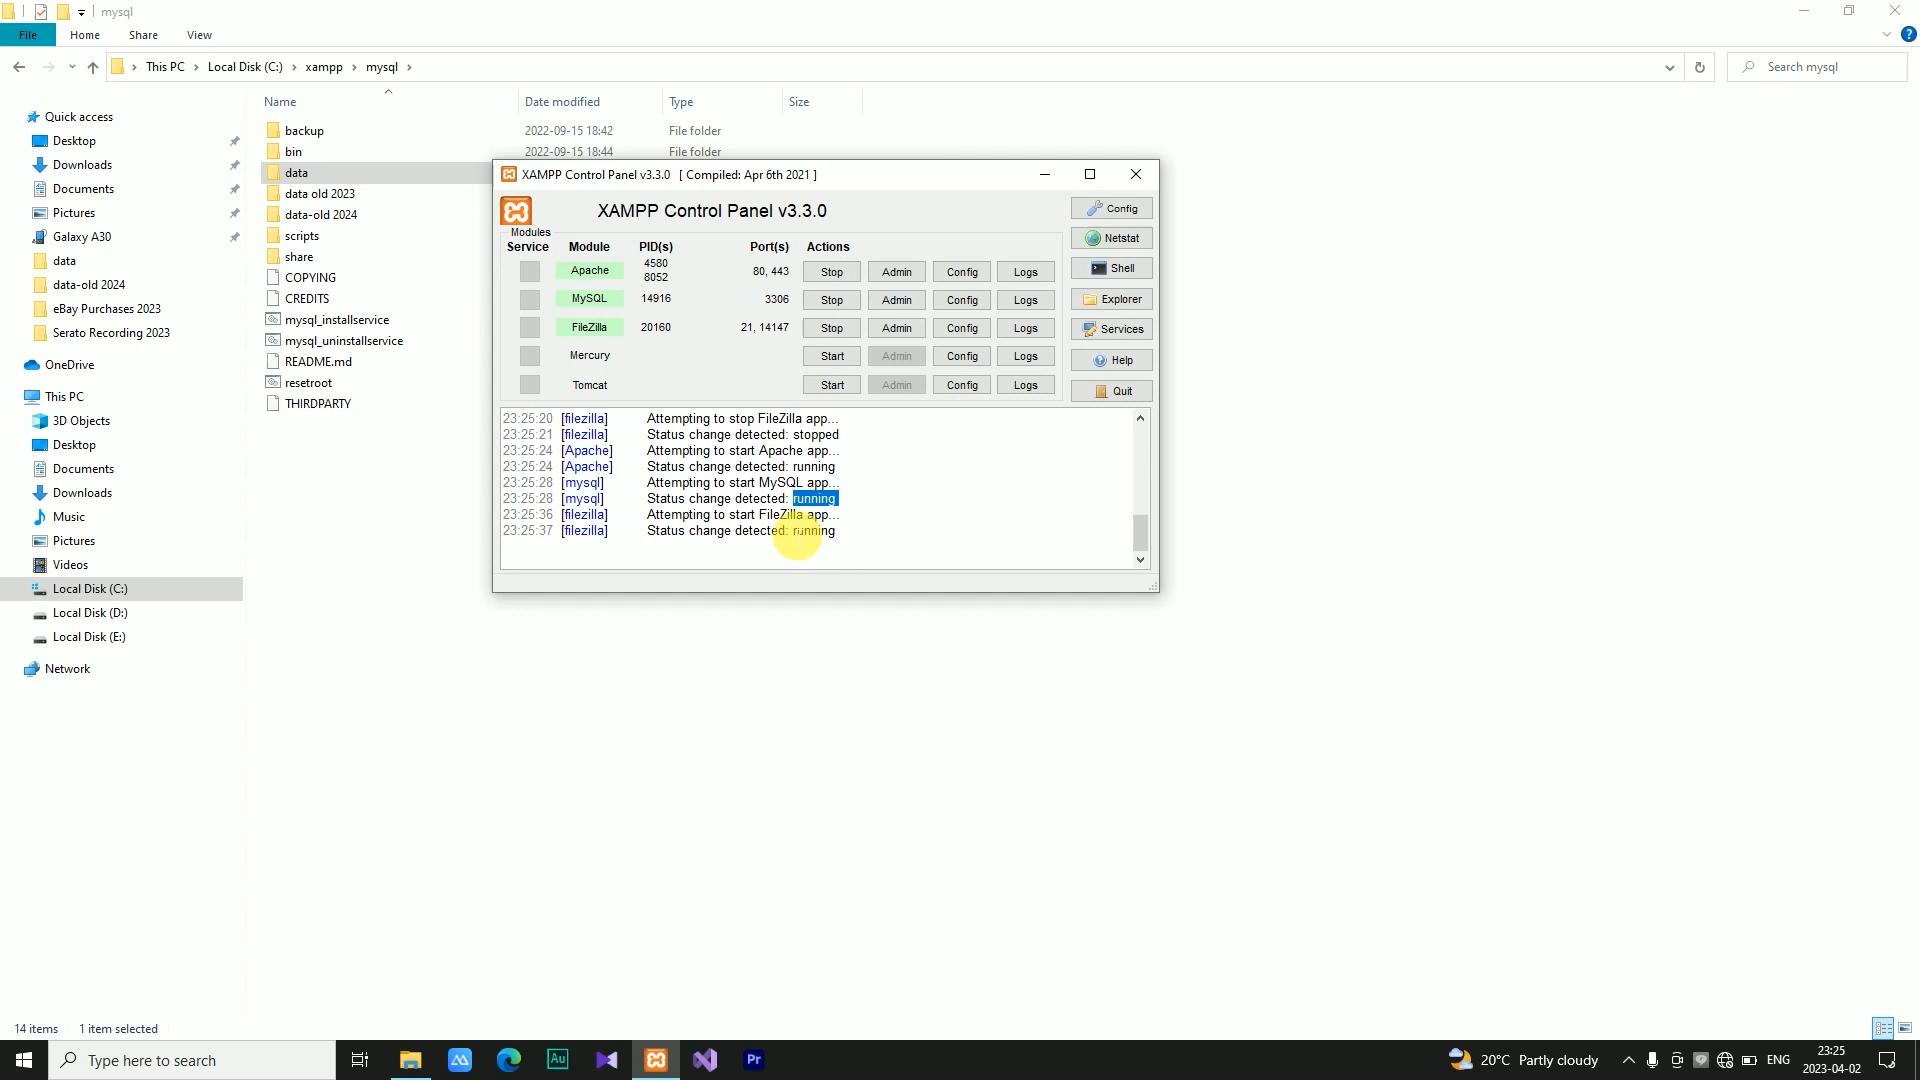 mysql
File Home Share View
This PC Local Disk (C:) xampp mysql
Search mysql
Name Date modified Type Size
Quick access
Desktop
Downloads
Documents
Pictures
Galaxy A30
data
data-old 2024
eBay Purchases 2023
Serato Recording 2023
OneDrive
This PC
3D Objects
Desktop
Documents
Downloads
Music
Pictures
Videos
Local Disk (C:)
Local Disk (D:)
Local Disk (E:)
Network
backup 2022-09-15 18:42 File folder
bin 2022-09-15 18:44 File folder
data
data old 2023
data-old 2024
scripts
share
COPYING
CREDITS
mysql_installservice
mysql_uninstallservice
README.md
resetroot
THIRDPARTY
XAMPP Control Panel v3.3.0 [ Compiled: Apr 6th 2021 ]
XAMPP Control Panel v3.3.0
Modules
Service Module PID(s) Port(s) Actions
Apache 4580 8052 80, 443 Stop Admin Config Logs
MySQL 14916 3306 Stop Admin Config Logs
FileZilla 20160 21, 14147 Stop Admin Config Logs
Mercury Start Admin Config Logs
Tomcat Start Admin Config Logs
Config
Netstat
Shell
Explorer
Services
Help
Quit
23:25:20 [filezilla] Attempting to stop FileZilla app...
23:25:21 [filezilla] Status change detected: stopped
23:25:24 [Apache] Attempting to start Apache app...
23:25:24 [Apache] Status change detected: running
23:25:28 [mysql] Attempting to start MySQL app...
23:25:28 [mysql] Status change detected: running
23:25:36 [filezilla] Attempting to start FileZilla app...
23:25:37 [filezilla] Status change detected: running
14 items 1 item selected
Type here to search
Au
Pr
20°C Partly cloudy
ENG
23:25
2023-04-02